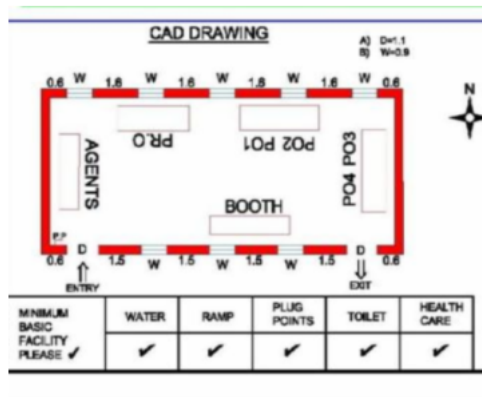 CAD DRAWING
A) D=1.1
B) W=0.9
N
0.6 W 1.6 W 1.6 W 1.6 W 1.6 W 0.6
PR.O
PO2 PO1
AGENTS
PO4 PO3
BOOTH
P.P
D D
0.6 1.5 W 1.5 W 1.5 W 1.5 0.6
ENTRY EXIT
MINIMUM BASIC FACILITY PLEASE ✓ WATER RAMP PLUG POINTS TOILET HEALTH CARE
✓ ✓ ✓ ✓ ✓